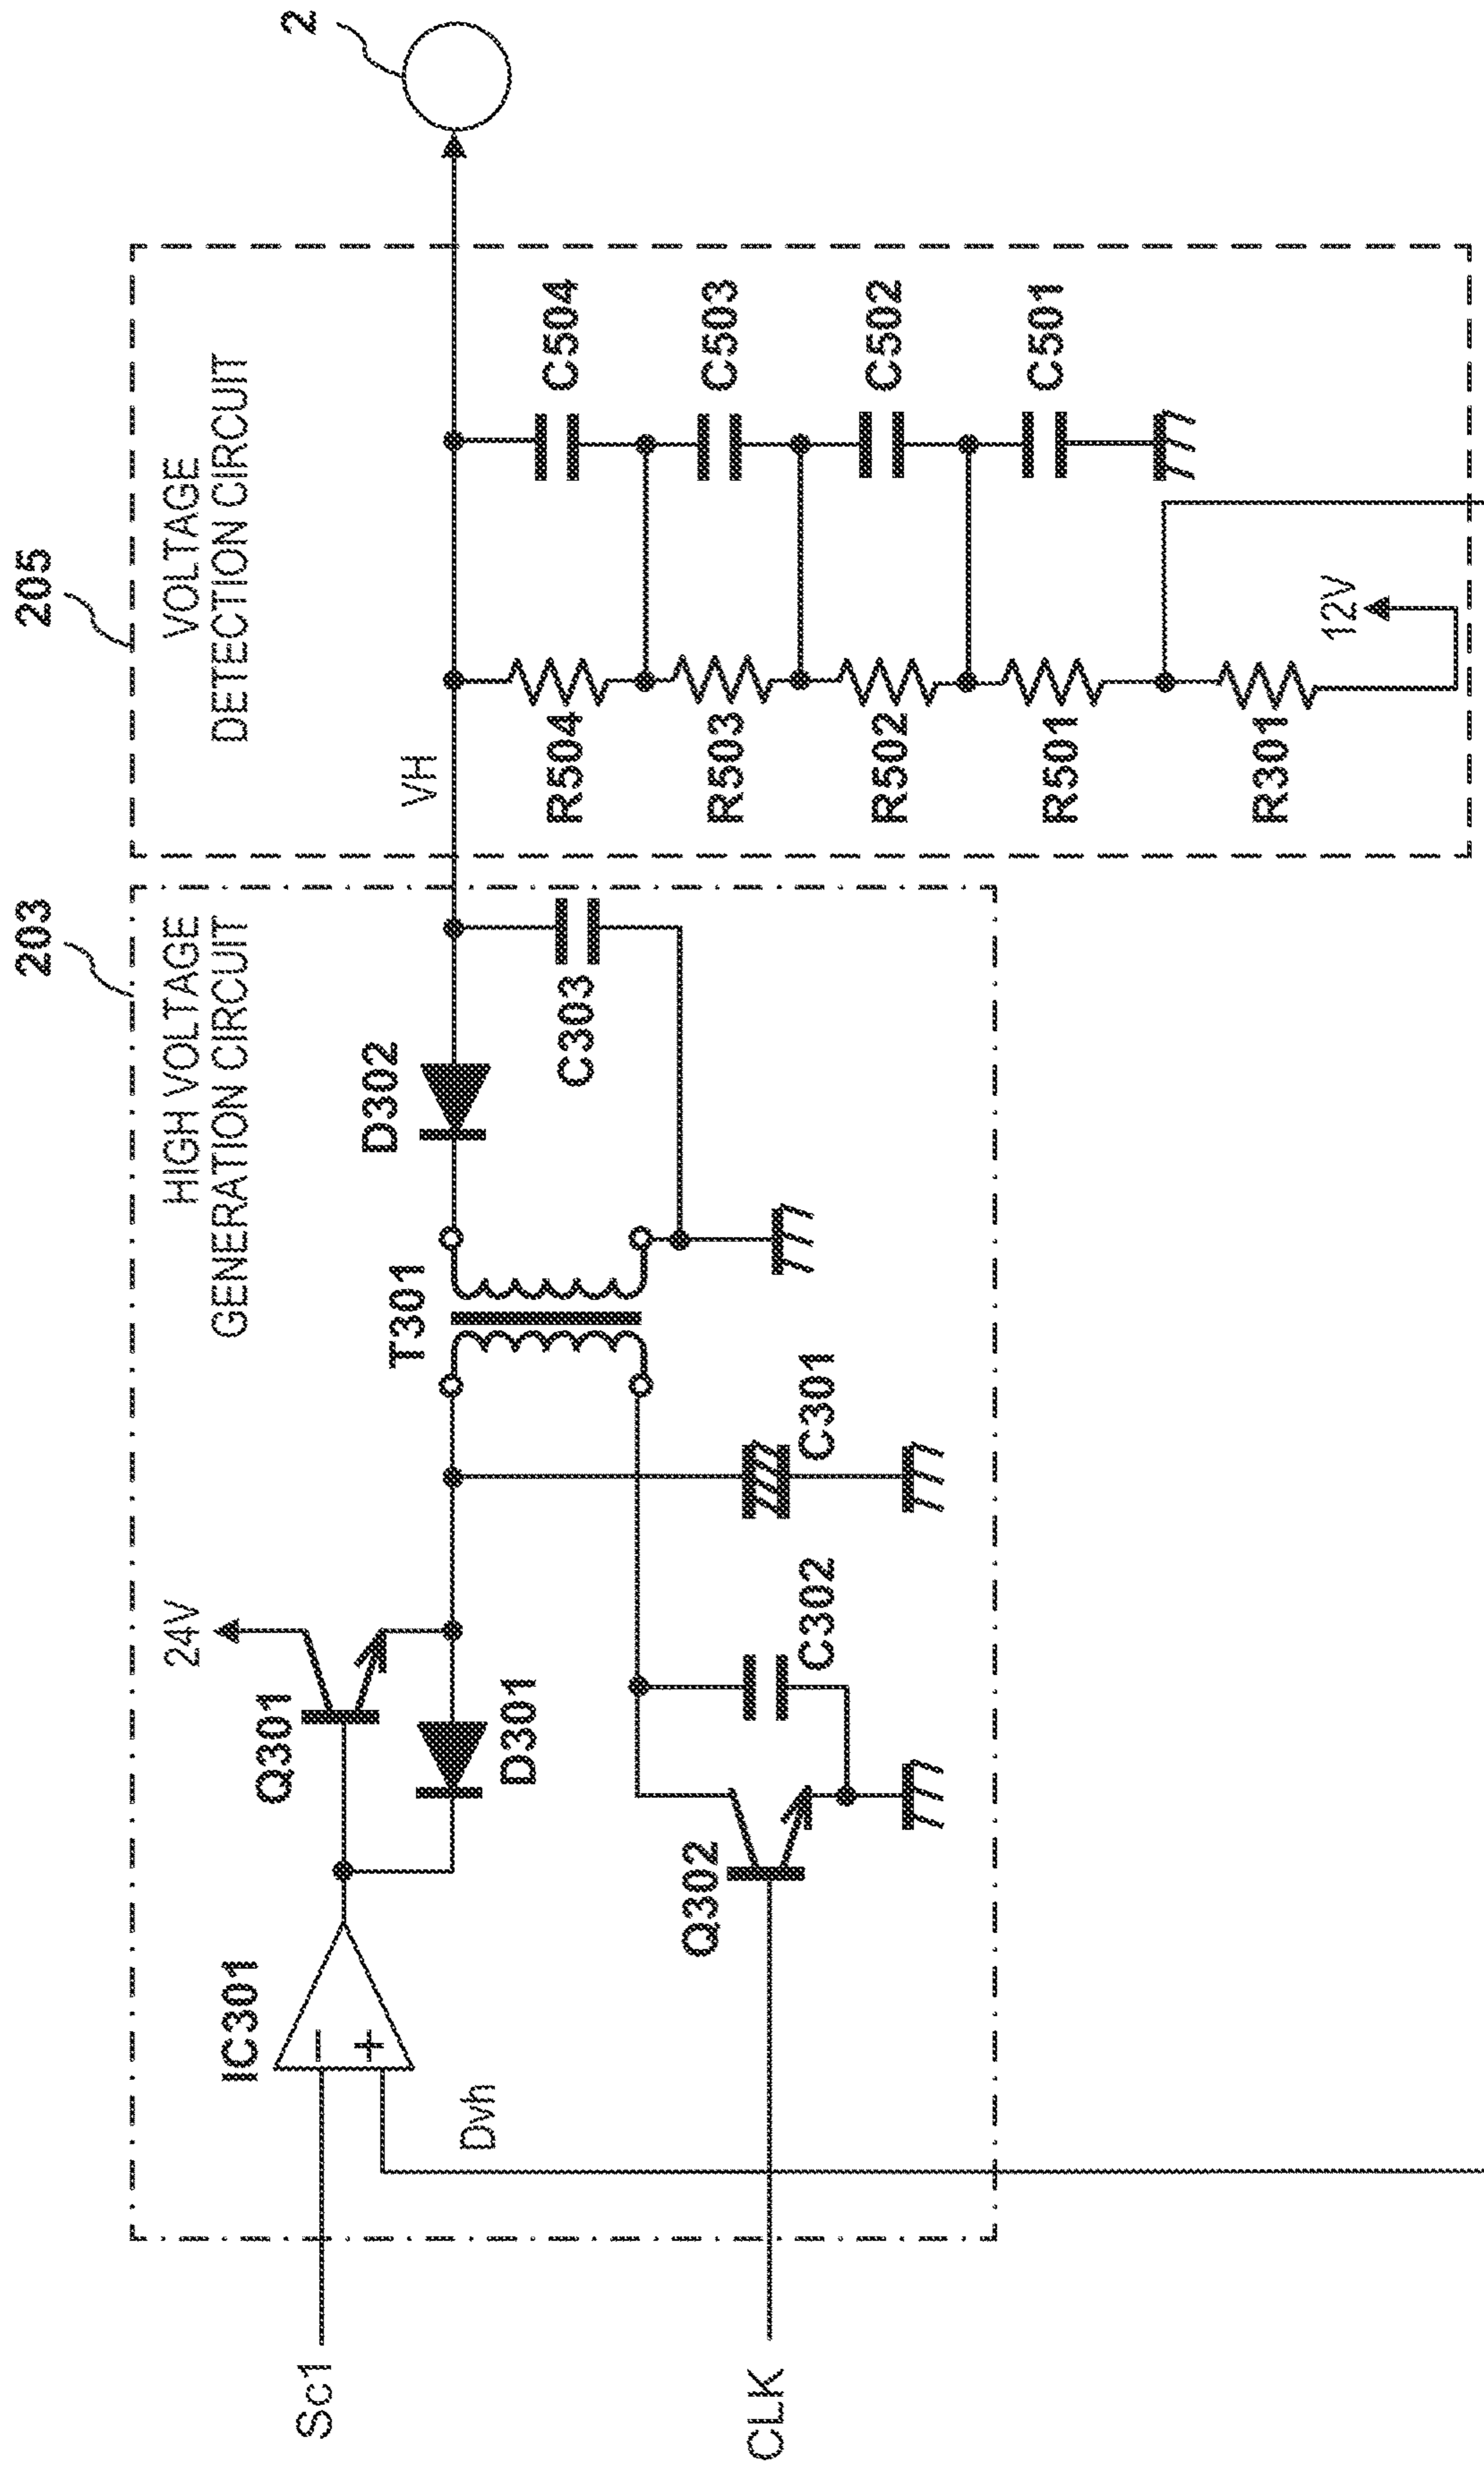 203
205
HIGH VOLTAGE
GENERATION CIRCUIT
VOLTAGE
DETECTION CIRCUIT
24V
IC301
Q301
Sc1
−
+
Dvh
D301
T301
D302
VH
2
C303
Q302
CLK
C302
C301
R504
C504
R503
C503
R502
C502
R501
C501
R301
12V